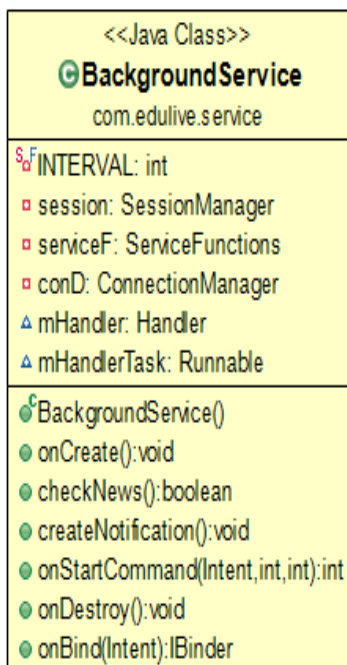 <<Java Class>>
BackgroundService
com.edulive.service
INTERVAL: int
session: SessionManager
serviceF: ServiceFunctions
conD: ConnectionManager
mHandler: Handler
mHandlerTask: Runnable
BackgroundService()
onCreate():void
checkNews():boolean
createNotification():void
onStartCommand(Intent,int,int):int
onDestroy():void
onBind(Intent):IBinder